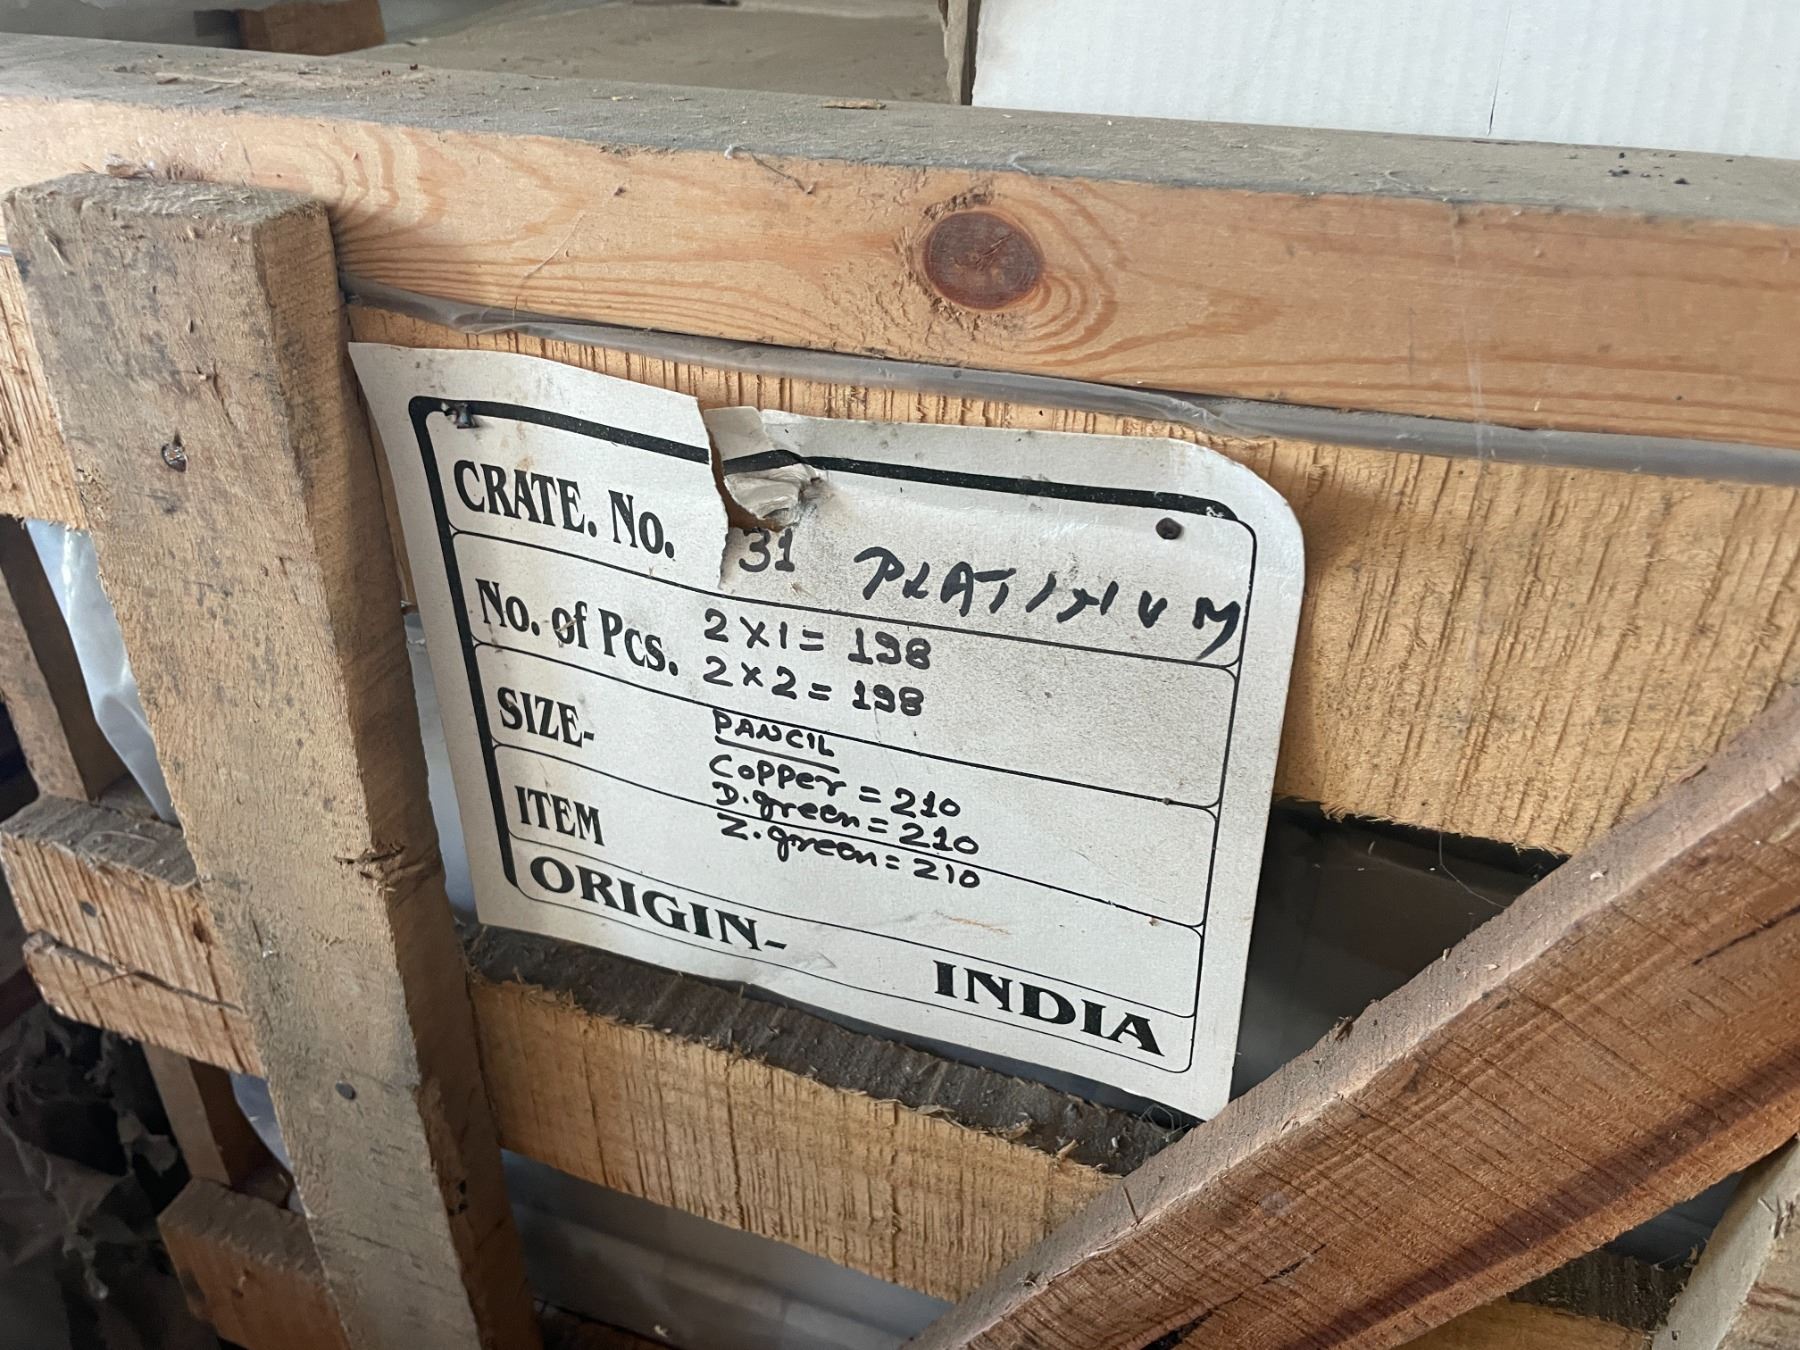 CRATE. No. 31 PLATINUM
No. of Pcs. 2 x 1 = 198
2 x 2 = 198
SIZE- PANCIL
Copper = 210
D.green = 210
ITEM Z.green = 210
ORIGIN- INDIA